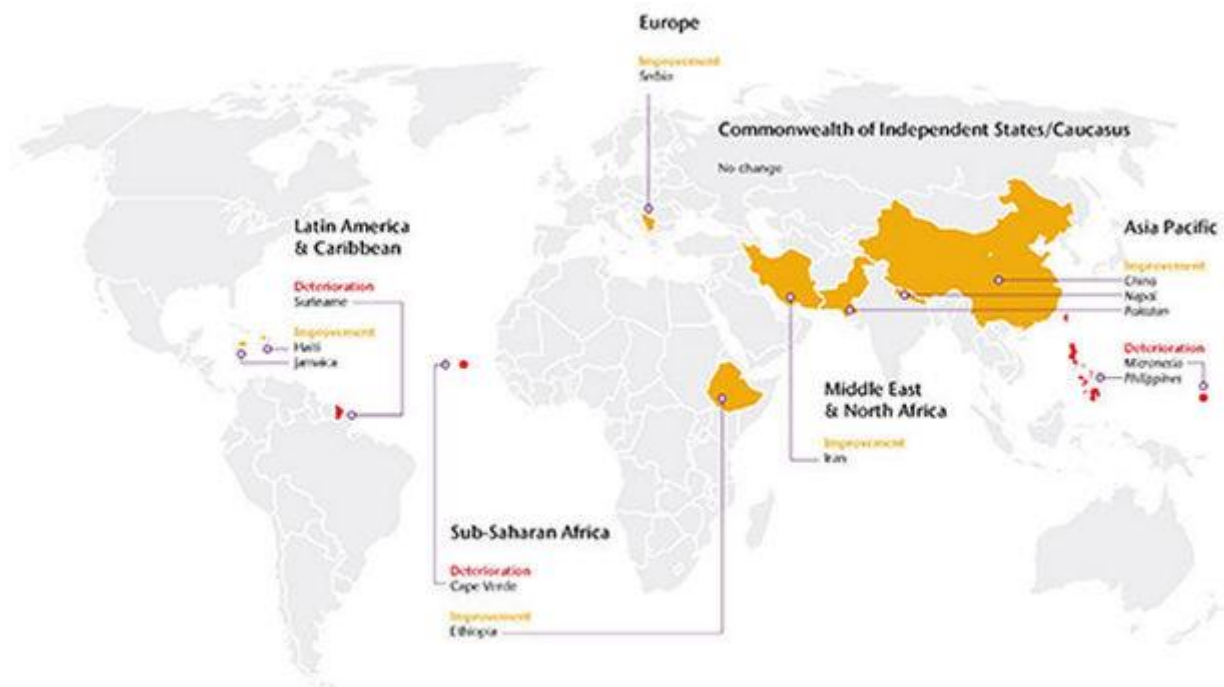 Europe
Improvement
Serbia
Commonwealth of Independent States/Caucasus
No change
Latin America
& Caribbean
Deterioration
Suriname
Improvement
Haiti
Jamaica
Asia Pacific
Improvement
China
Nepal
Pakistan
Deterioration
Micronesia
Philippines
Middle East
& North Africa
Improvement
Iran
Sub-Saharan Africa
Deterioration
Cape Verde
Improvement
Ethiopia